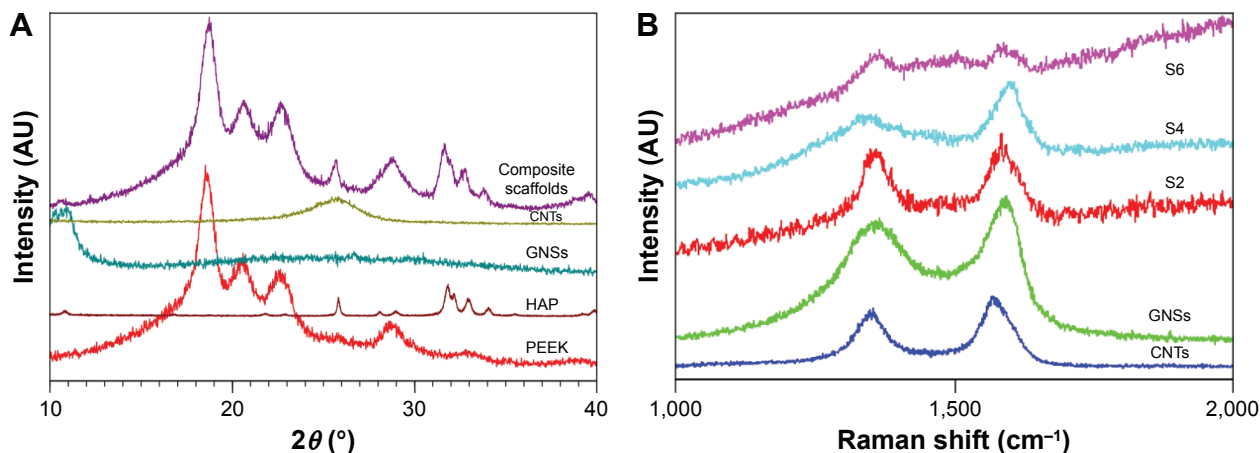 A
Intensity (AU)
Composite
scaffolds
CNTs
GNSs
HAP
PEEK
10
20
30
40
2θ (°)
B
Intensity (AU)
S6
S4
S2
GNSs
CNTs
1,000
1,500
2,000
Raman shift (cm⁻¹)